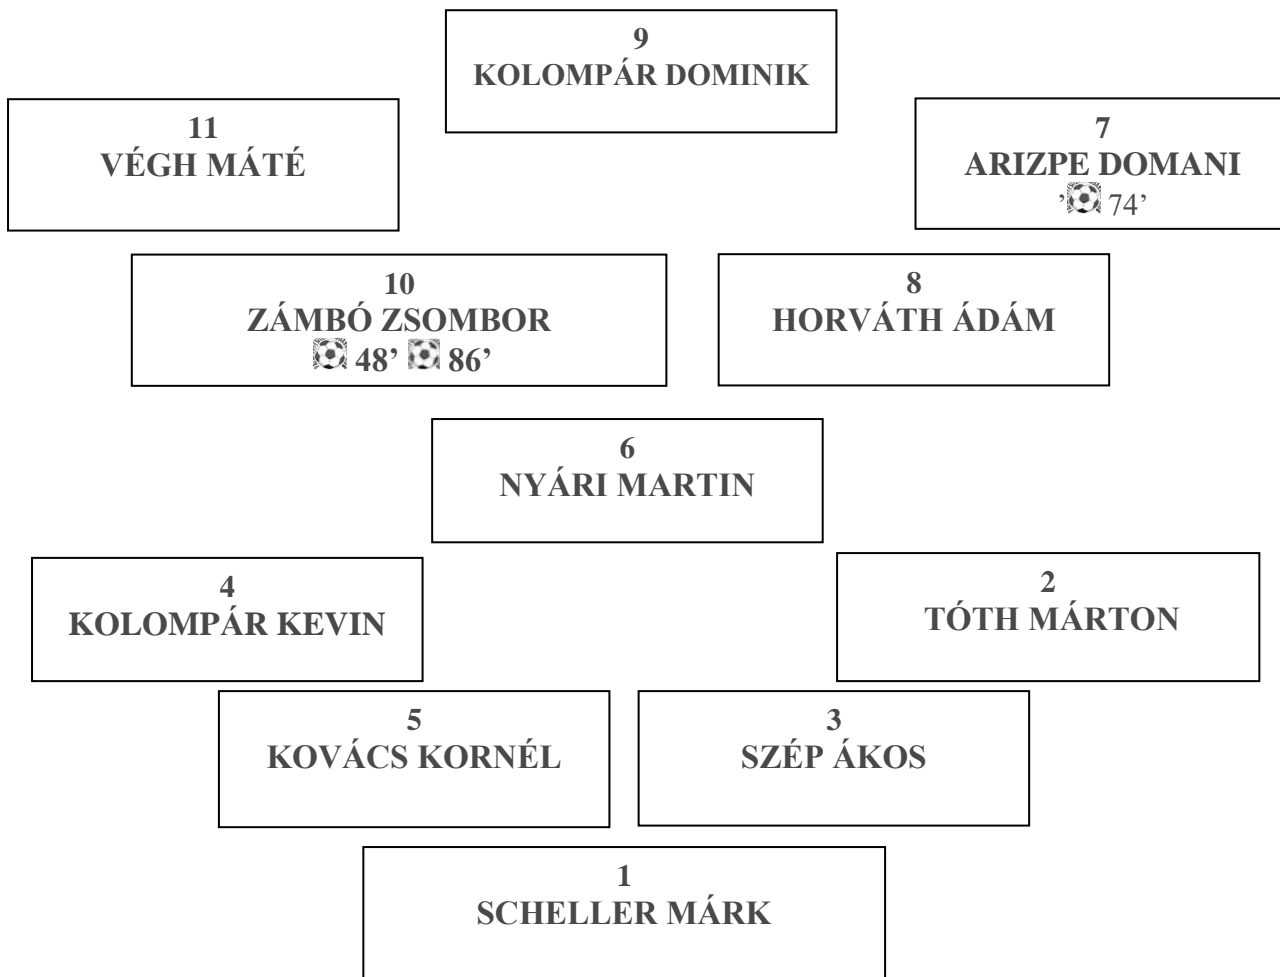 9
KOLOMPÁR DOMINIK
11
VÉGH MÁTÉ
7
ARIZPE DOMANI
’ 74’
10
ZÁMBÓ ZSOMBOR
48’ 86’
8
HORVÁTH ÁDÁM
6
NYÁRI MARTIN
4
KOLOMPÁR KEVIN
2
TÓTH MÁRTON
5
KOVÁCS KORNÉL
3
SZÉP ÁKOS
1
SCHELLER MÁRK